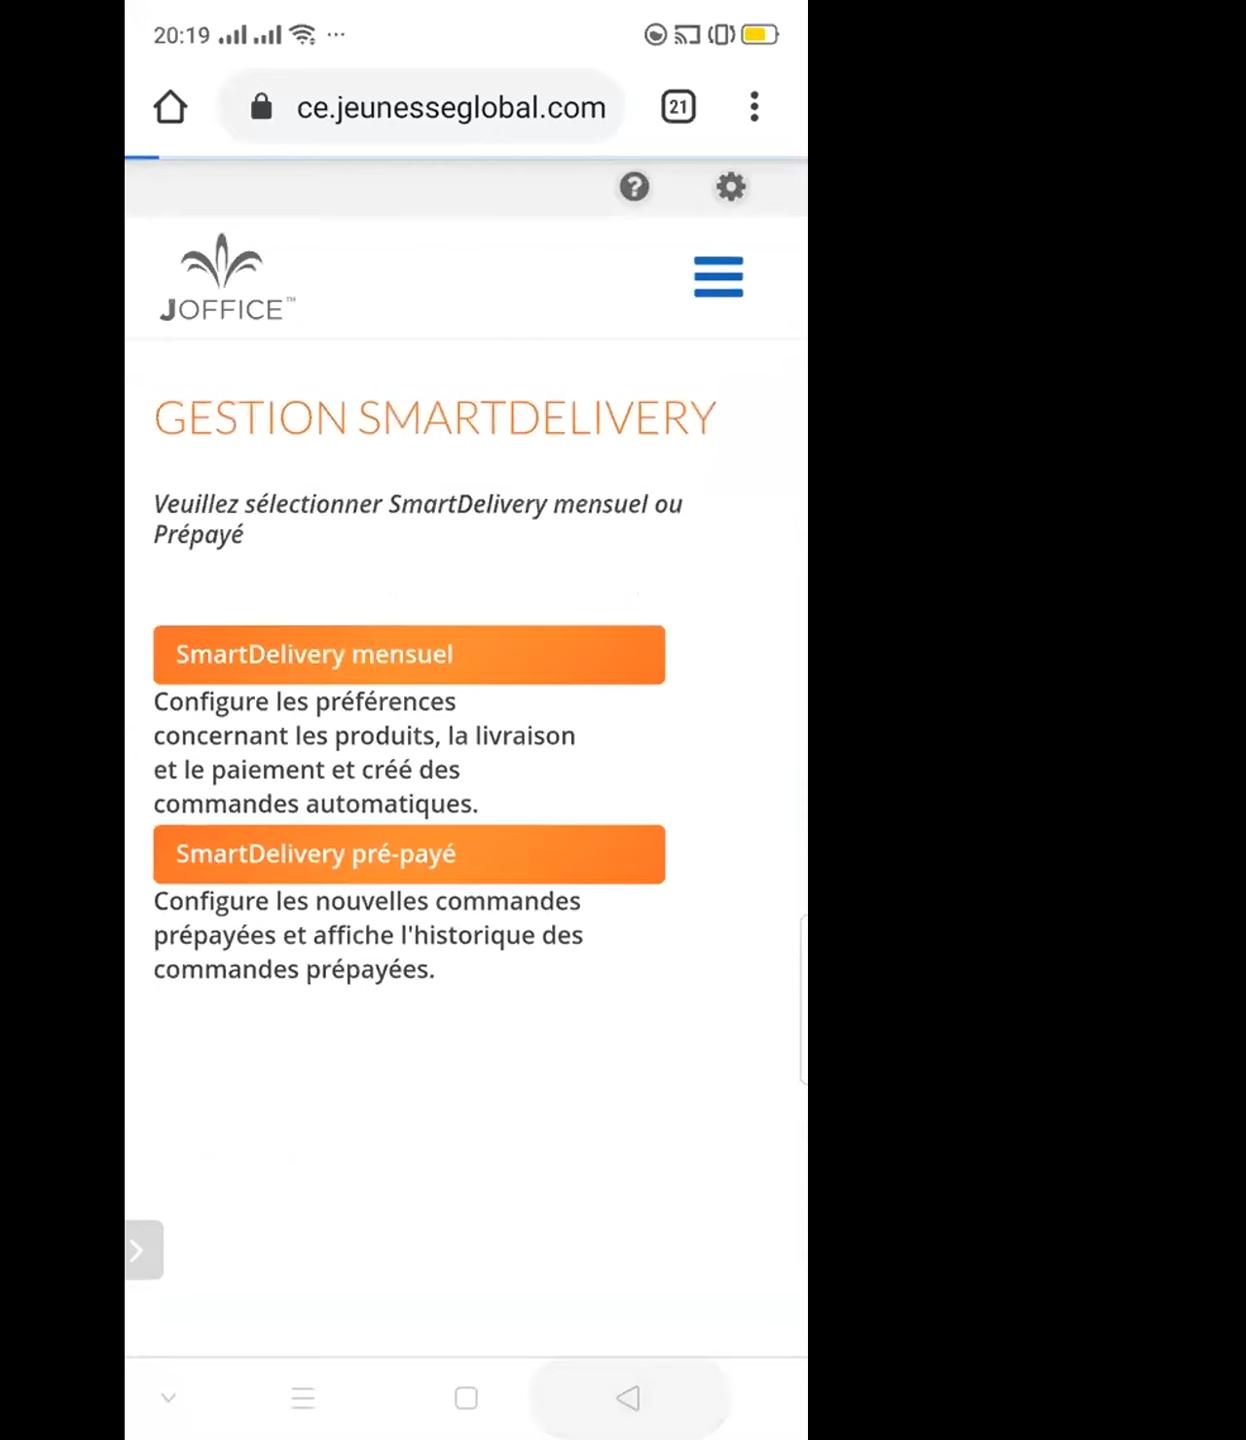 20:19
ce.jeunesseglobal.com
21
JOFFICE™
GESTION SMARTDELIVERY
Veuillez sélectionner SmartDelivery mensuel ou
Prépayé
SmartDelivery mensuel
Configure les préférences
concernant les produits, la livraison
et le paiement et créé des
commandes automatiques.
SmartDelivery pré-payé
Configure les nouvelles commandes
prépayées et affiche l'historique des
commandes prépayées.